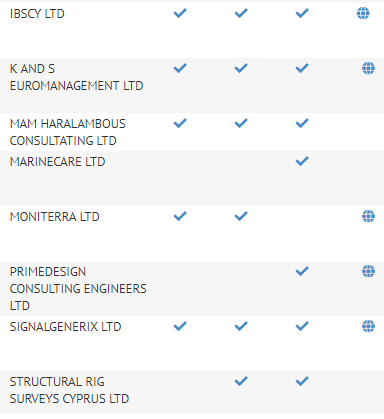 IBSCY LTD
K AND S
EUROMANAGEMENT LTD
MAM HARALAMBOUS
CONSULTATING LTD
MARINECARE LTD
MONITERRA LTD
PRIMEDESIGN
CONSULTING ENGINEERS
LTD
SIGNALGENERIX LTD
STRUCTURAL RIG
SURVEYS CYPRUS LTD